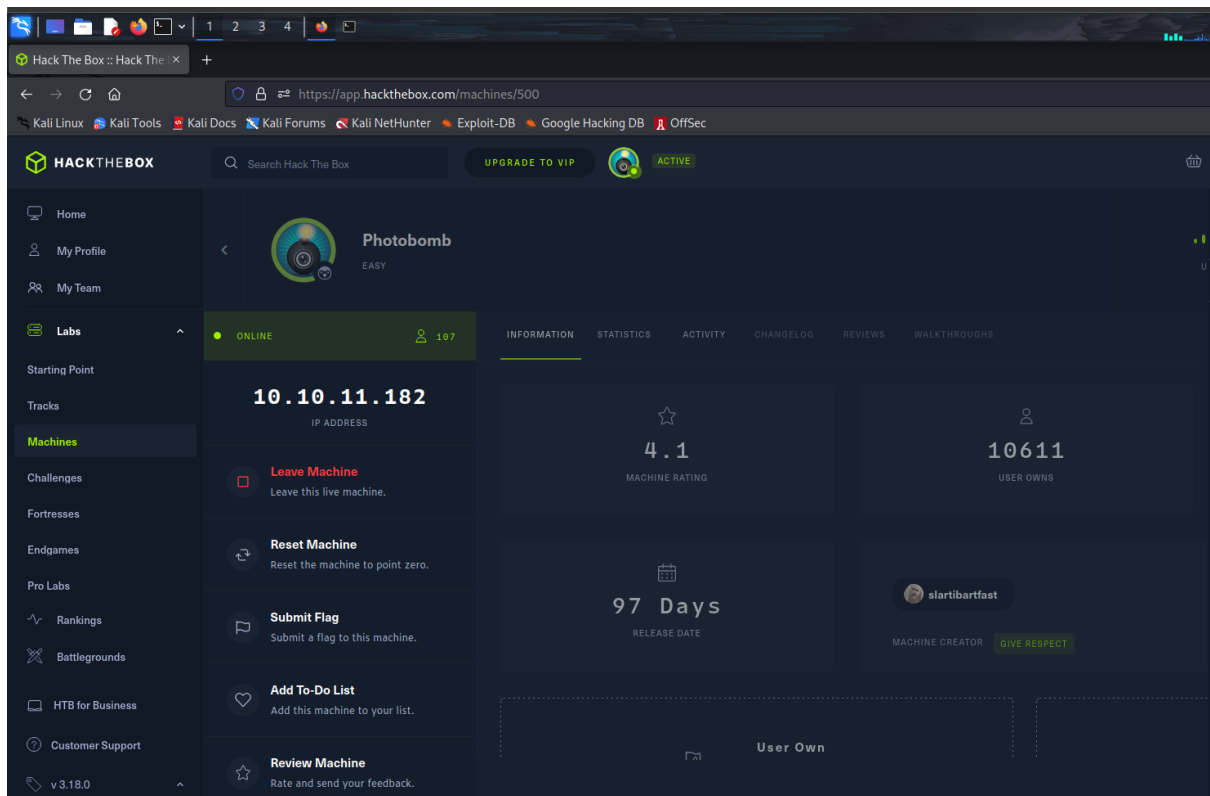 1 2 3 4
Hack The Box :: Hack The
https://app.hackthebox.com/machines/500
Kali Linux Kali Tools Kali Docs Kali Forums Kali NetHunter Exploit-DB Google Hacking DB OffSec
HACKTHEBOX
Search Hack The Box
UPGRADE TO VIP
ACTIVE
Home
My Profile
My Team
Labs
Starting Point
Tracks
Machines
Challenges
Fortresses
Endgames
Pro Labs
Rankings
Battlegrounds
HTB for Business
Customer Support
v 3.18.0
Photobomb
EASY
ONLINE 107
10.10.11.182
IP ADDRESS
Leave Machine
Leave this live machine.
Reset Machine
Reset the machine to point zero.
Submit Flag
Submit a flag to this machine.
Add To-Do List
Add this machine to your list.
Review Machine
Rate and send your feedback.
INFORMATION STATISTICS ACTIVITY CHANGELOG REVIEWS WALKTHROUGHS
4.1
MACHINE RATING
10611
USER OWNS
97 Days
RELEASE DATE
slartibartfast
MACHINE CREATOR GIVE RESPECT
User Own